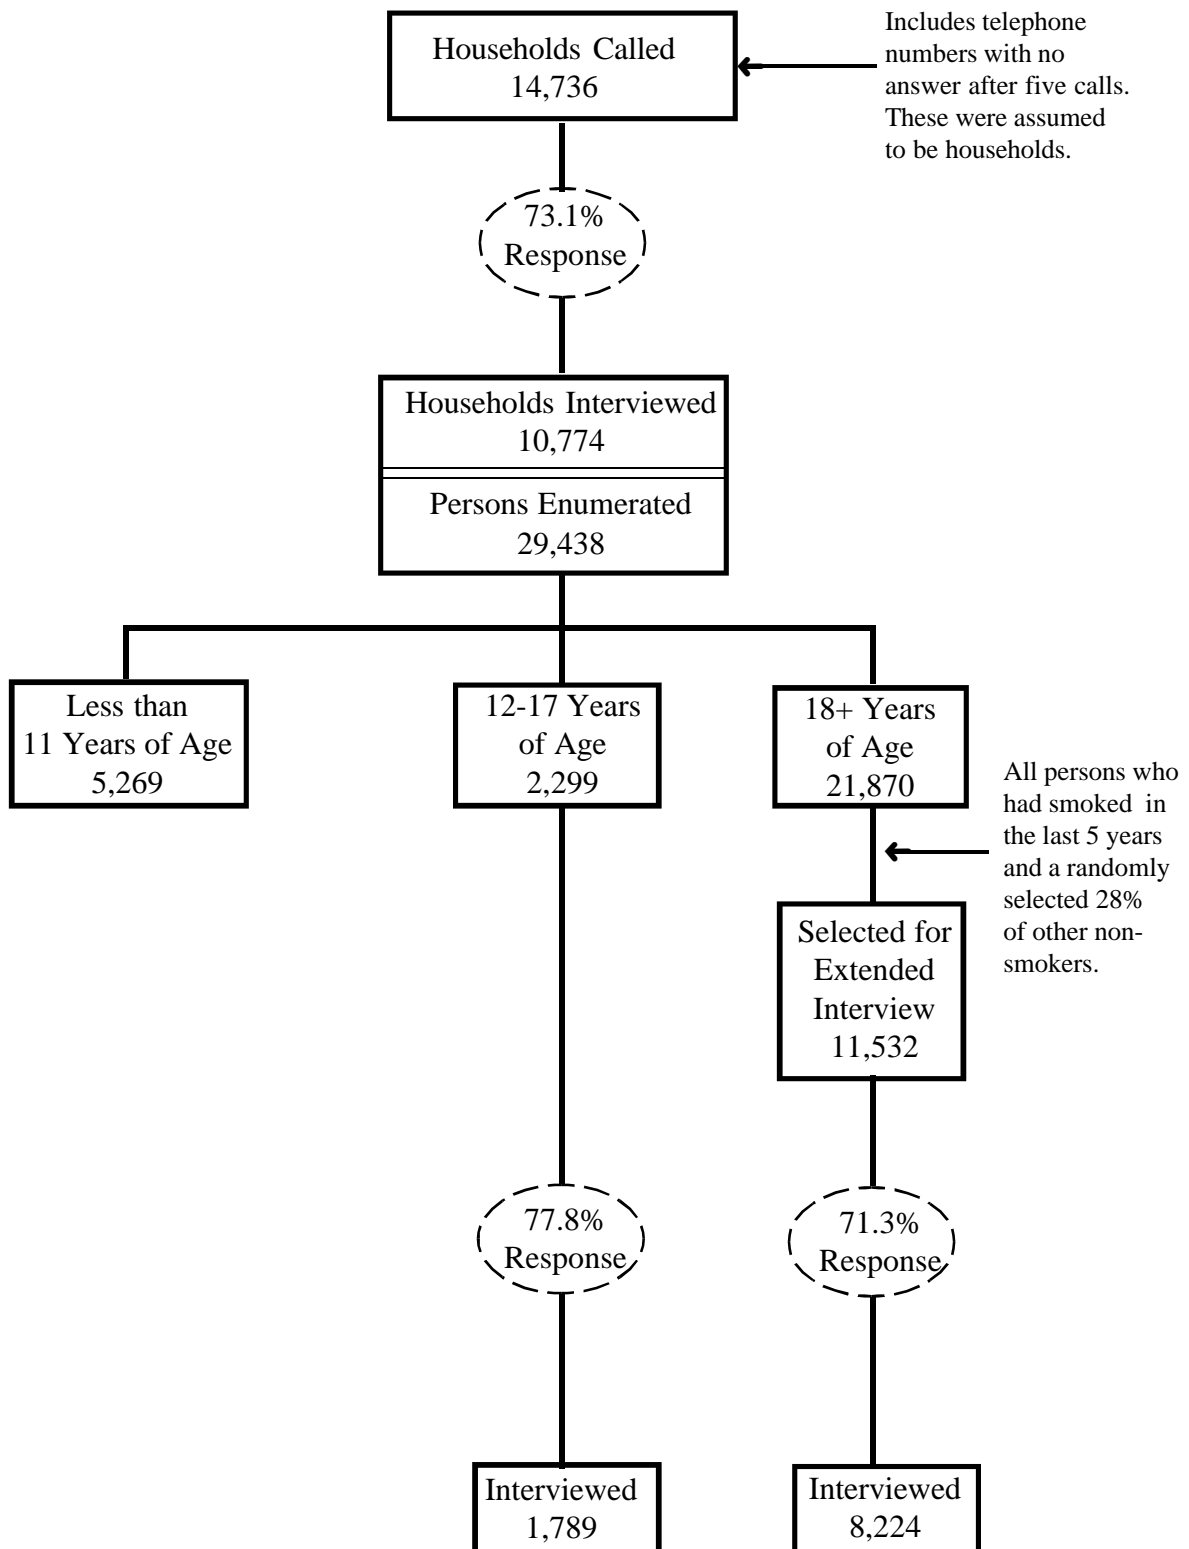 Households Called
14,736
Includes telephone
numbers with no
answer after five calls.
These were assumed
to be households.
73.1%
Response
Households Interviewed
10,774
Persons Enumerated
29,438
Less than
11 Years of Age
5,269
12-17 Years
of Age
2,299
18+ Years
of Age
21,870
All persons who
had smoked in
the last 5 years
and a randomly
selected 28%
of other non-
smokers.
Selected for
Extended
Interview
11,532
77.8%
Response
71.3%
Response
Interviewed
1,789
Interviewed
8,224